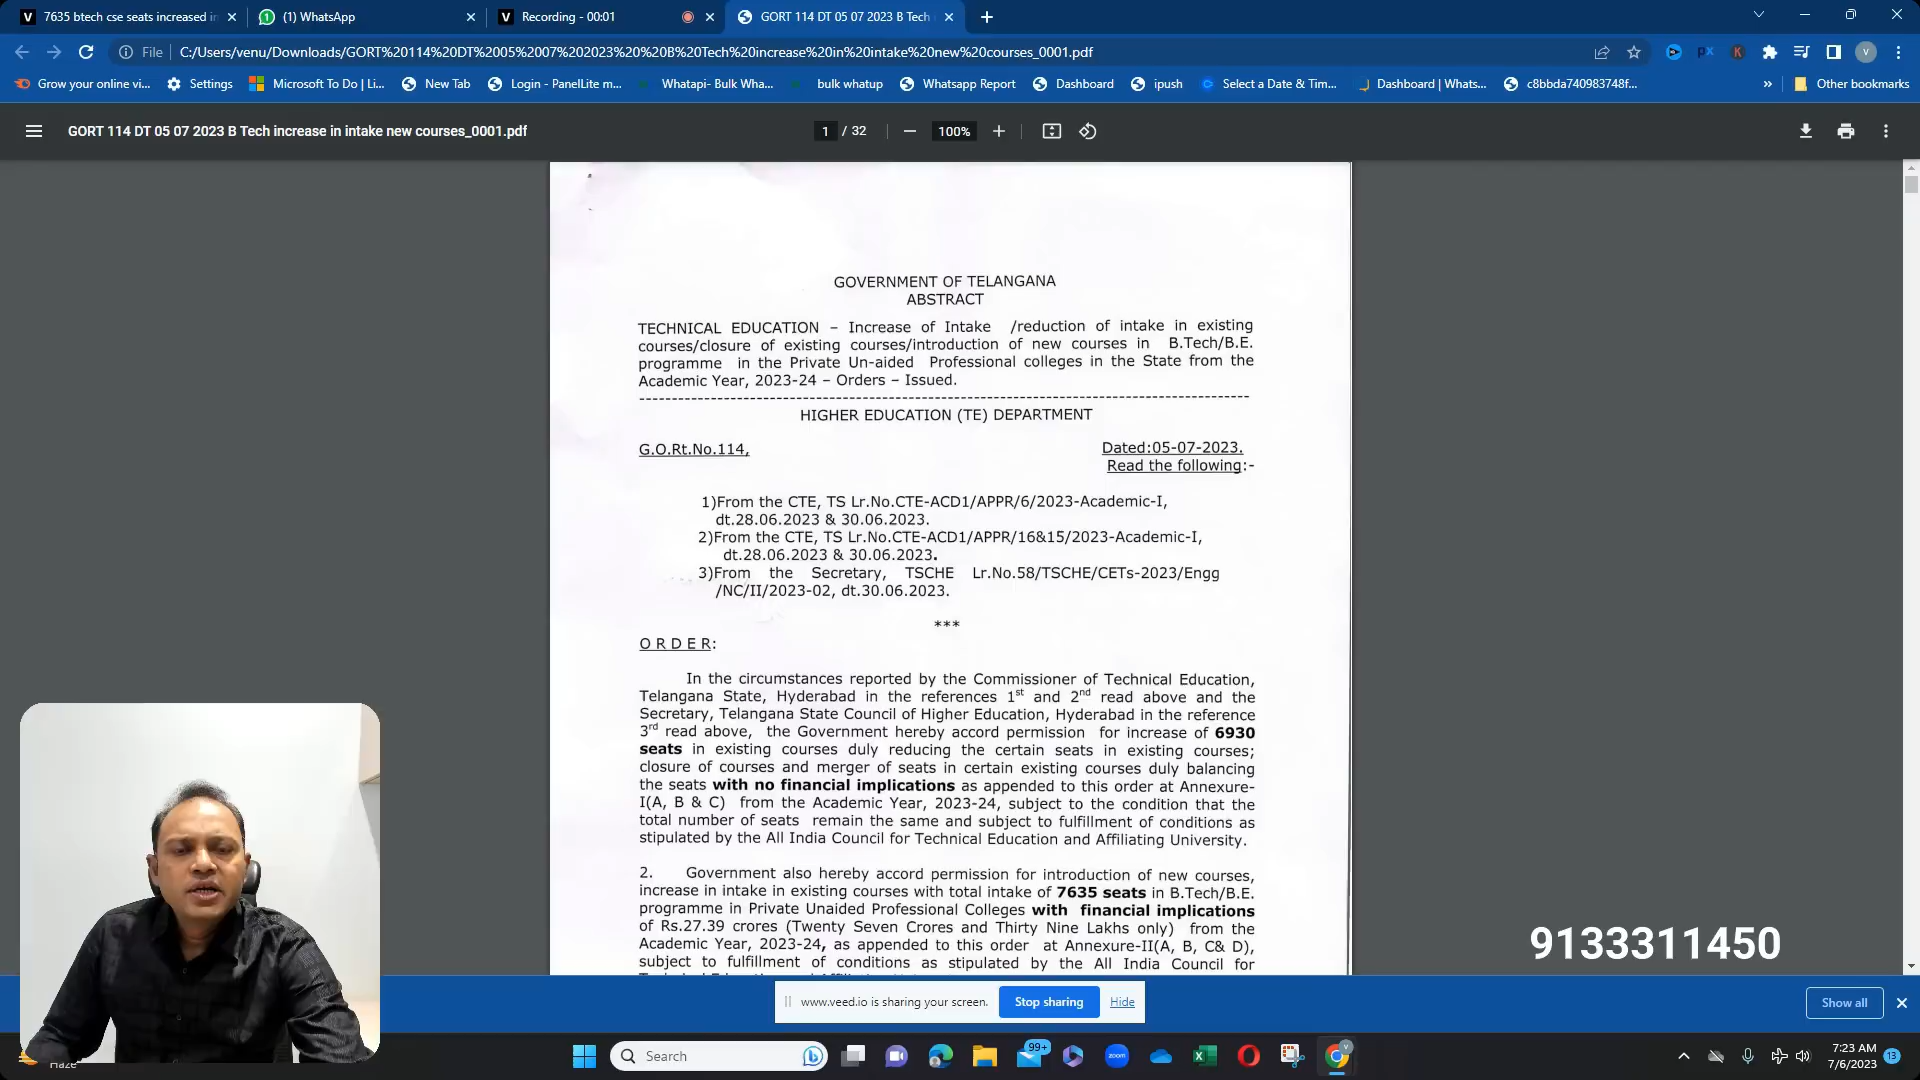 7635 btech cse seats increased in
(1) WhatsApp
Recording - 00:01
GORT 114 DT 05 07 2023 B Tech
File
C:/Users/venu/Downloads/GORT%20114%20DT%2005%2007%202023%20%20B%20Tech%20increase%20in%20intake%20new%20courses_0001.pdf
Grow your online vi...
Settings
Microsoft To Do | Li...
New Tab
Login - PanelLite m...
Whatapi- Bulk Wha...
bulk whatup
Whatsapp Report
Dashboard
ipush
Select a Date & Tim...
Dashboard | Whats...
c8bbda740983748f...
»
Other bookmarks
GORT 114 DT 05 07 2023 B Tech increase in intake new courses_0001.pdf
1 / 32
100%
GOVERNMENT OF TELANGANA
ABSTRACT
TECHNICAL EDUCATION – Increase of Intake /reduction of intake in existing
courses/closure of existing courses/introduction of new courses in B.Tech/B.E.
programme in the Private Un-aided Professional colleges in the State from the
Academic Year, 2023-24 – Orders – Issued.
HIGHER EDUCATION (TE) DEPARTMENT
G.O.Rt.No.114,
Dated:05-07-2023.
Read the following:-
1)From the CTE, TS Lr.No.CTE-ACD1/APPR/6/2023-Academic-I,
dt.28.06.2023 & 30.06.2023.
2)From the CTE, TS Lr.No.CTE-ACD1/APPR/16&15/2023-Academic-I,
dt.28.06.2023 & 30.06.2023.
3)From the Secretary, TSCHE Lr.No.58/TSCHE/CETs-2023/Engg
/NC/II/2023-02, dt.30.06.2023.
***
O R D E R:
In the circumstances reported by the Commissioner of Technical Education,
Telangana State, Hyderabad in the references 1st and 2nd read above and the
Secretary, Telangana State Council of Higher Education, Hyderabad in the reference
3rd read above, the Government hereby accord permission for increase of 6930
seats in existing courses duly reducing the certain seats in existing courses;
closure of courses and merger of seats in certain existing courses duly balancing
the seats with no financial implications as appended to this order at Annexure-
I(A, B & C) from the Academic Year, 2023-24, subject to the condition that the
total number of seats remain the same and subject to fulfillment of conditions as
stipulated by the All India Council for Technical Education and Affiliating University.
2. Government also hereby accord permission for introduction of new courses,
increase in intake in existing courses with total intake of 7635 seats in B.Tech/B.E.
programme in Private Unaided Professional Colleges with financial implications
of Rs.27.39 crores (Twenty Seven Crores and Thirty Nine Lakhs only) from the
Academic Year, 2023-24, as appended to this order at Annexure-II(A, B, C& D),
subject to fulfillment of conditions as stipulated by the All India Council for
9133311450
www.veed.io is sharing your screen.
Stop sharing
Hide
Show all
Haze
Search
99+
zoom
7:23 AM
7/6/2023
13